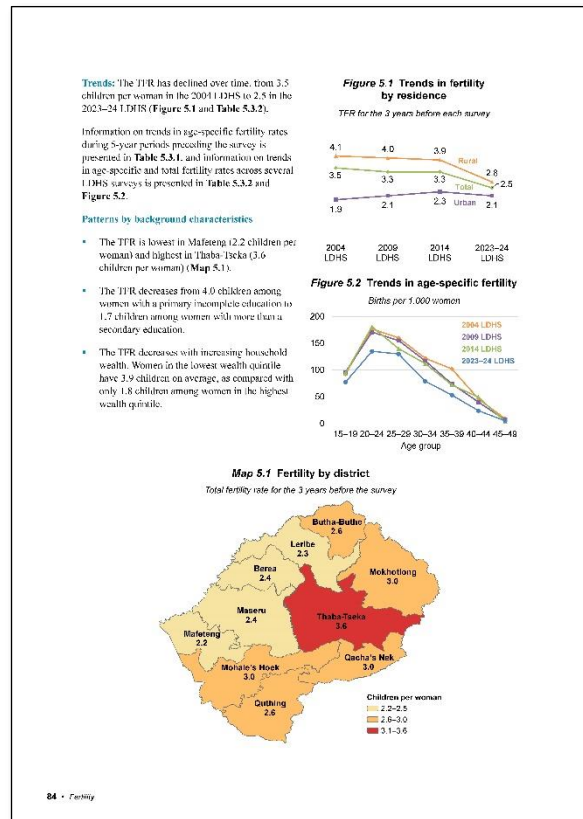 Trends: The TFR has declined over time, from 3.5
children per woman in the 2004 LDHS to 2.5 in the
2023–24 LDHS (Figure 5.1 and Table 5.3.2).
Information on trends in age-specific fertility rates
during 5-year periods preceding the survey is
presented in Table 5.3.1, and information on trends
in age-specific and total fertility rates across several
LDHS surveys is presented in Table 5.3.2 and
Figure 5.2.
Patterns by background characteristics
▪ The TFR is lowest in Mafeteng (2.2 children per
woman) and highest in Thaba-Tseka (3.6
children per woman) (Map 5.1).
▪ The TFR decreases from 4.0 children among
women with a primary incomplete education to
1.7 children among women with more than a
secondary education.
▪ The TFR decreases with increasing household
wealth. Women in the lowest wealth quintile
have 3.9 children on average, as compared with
only 1.8 children among women in the highest
wealth quintile.
Figure 5.1 Trends in fertility
by residence
TFR for the 3 years before each survey
4.1 4.0 3.9 2.8
Rural
3.5 3.3 3.3 2.5
Total
1.9 2.1 2.3 2.1
Urban
2004 2009 2014 2023–24
LDHS LDHS LDHS LDHS
Figure 5.2 Trends in age-specific fertility
Births per 1,000 women
200
150
100
50
0
2004 LDHS
2009 LDHS
2014 LDHS
2023–24 LDHS
15–19 20–24 25–29 30–34 35–39 40–44 45–49
Age group
Map 5.1 Fertility by district
Total fertility rate for the 3 years before the survey
Butha-Buthe
2.6
Leribe
2.3
Berea
2.4
Mokhotlong
3.0
Maseru
2.4
Thaba-Tseka
3.6
Mafeteng
2.2
Mohale's Hoek
3.0
Qacha's Nek
3.0
Quthing
2.6
Children per woman
2.2–2.5
2.6–3.0
3.1–3.6
84 • Fertility